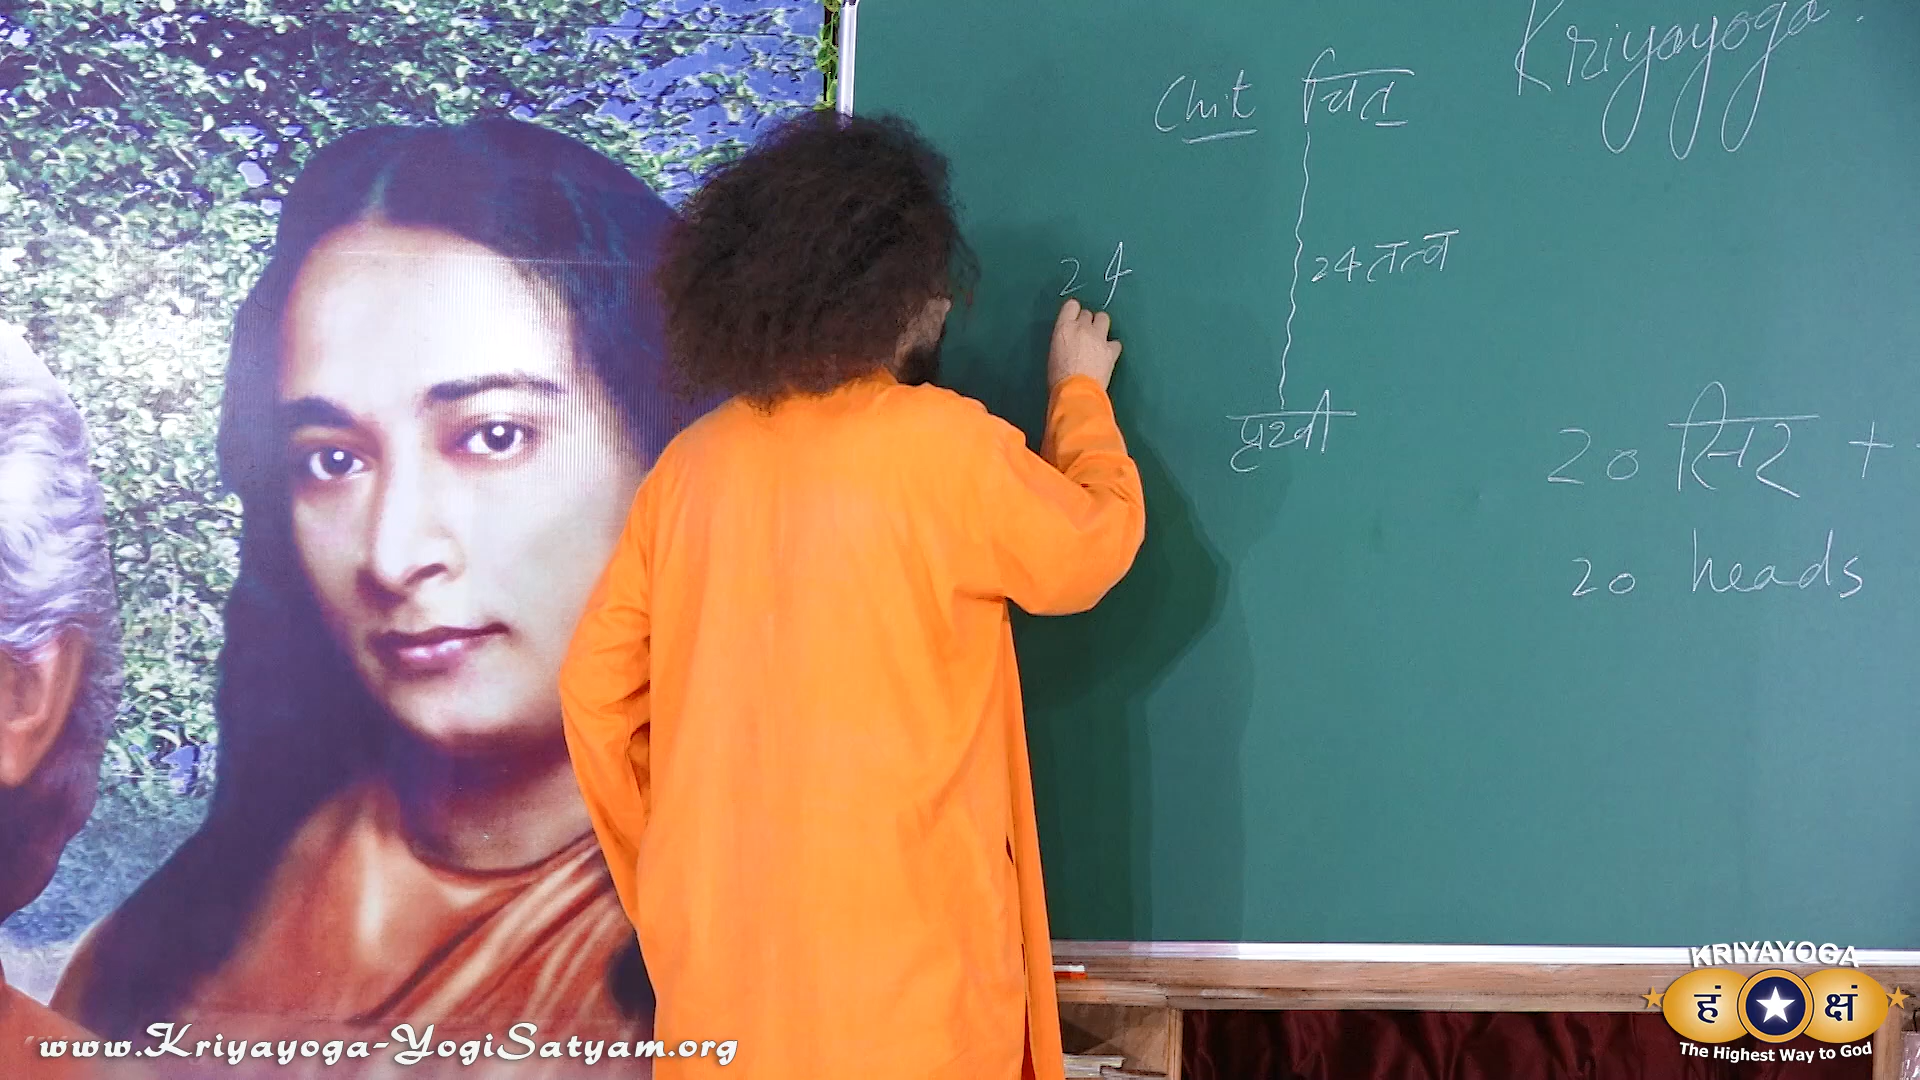 Kriyayoga.
Chit चित
24
24 तत्व
पृथ्वी
20 सिर +
20 heads
KRIYAYOGA
हं क्षं
The Highest Way to God
www.Kriyayoga-YogiSatyam.org